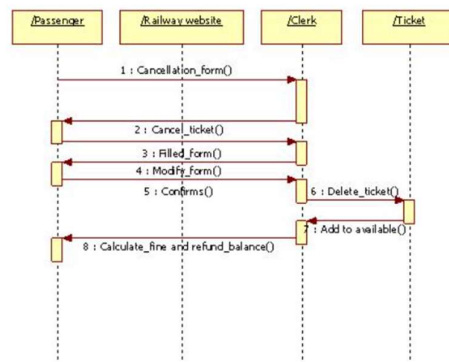 /Passenger
/Railway website
/Clerk
/Ticket
1 : Cancellation_form()
2 : Cancel_ticket()
3 : Filled_form()
4 : Modify_form()
5 : Confirms()
6 : Delete_ticket()
7 : Add to available()
8 : Calculate_fine and refund_balance()